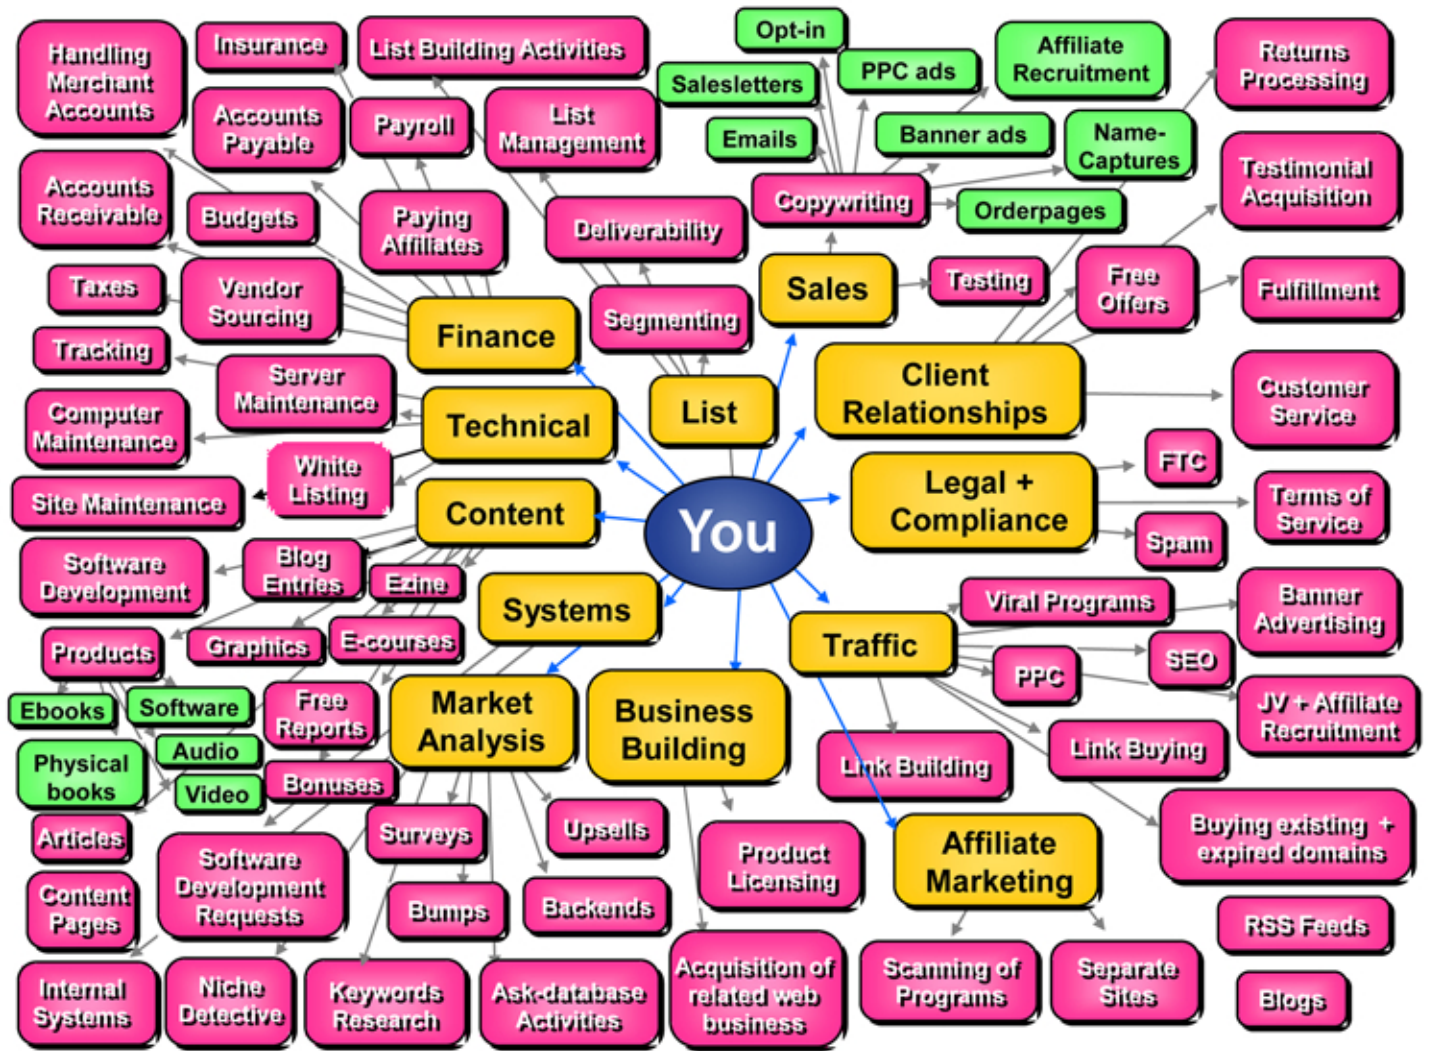 Handling
Merchant
Accounts
Insurance
List Building Activities
Opt-in
Salesletters
PPC ads
Affiliate
Recruitment
Returns
Processing
Accounts
Payable
Payroll
List
Management
Emails
Banner ads
Name-
Captures
Testimonial
Acquisition
Accounts
Receivable
Budgets
Paying
Affiliates
Deliverability
Copywriting
Orderpages
Taxes
Vendor
Sourcing
Segmenting
Sales
Testing
Free
Offers
Fulfillment
Tracking
Finance
Server
Maintenance
List
Client
Relationships
Customer
Service
Computer
Maintenance
Technical
White
Listing
Site Maintenance
Content
You
Legal +
Compliance
FTC
Terms of
Service
Spam
Software
Development
Blog
Entries
Ezine
Systems
Viral Programs
Banner
Advertising
Products
Graphics
E-courses
Traffic
PPC
SEO
Ebooks
Software
Free
Reports
Market
Analysis
Business
Building
JV + Affiliate
Recruitment
Physical
books
Audio
Video
Bonuses
Link Building
Link Buying
Articles
Surveys
Upsells
Buying existing +
expired domains
Software
Development
Requests
Product
Licensing
Affiliate
Marketing
Content
Pages
Bumps
Backends
RSS Feeds
Internal
Systems
Niche
Detective
Keywords
Research
Ask-database
Activities
Acquisition of
related web
business
Scanning of
Programs
Separate
Sites
Blogs